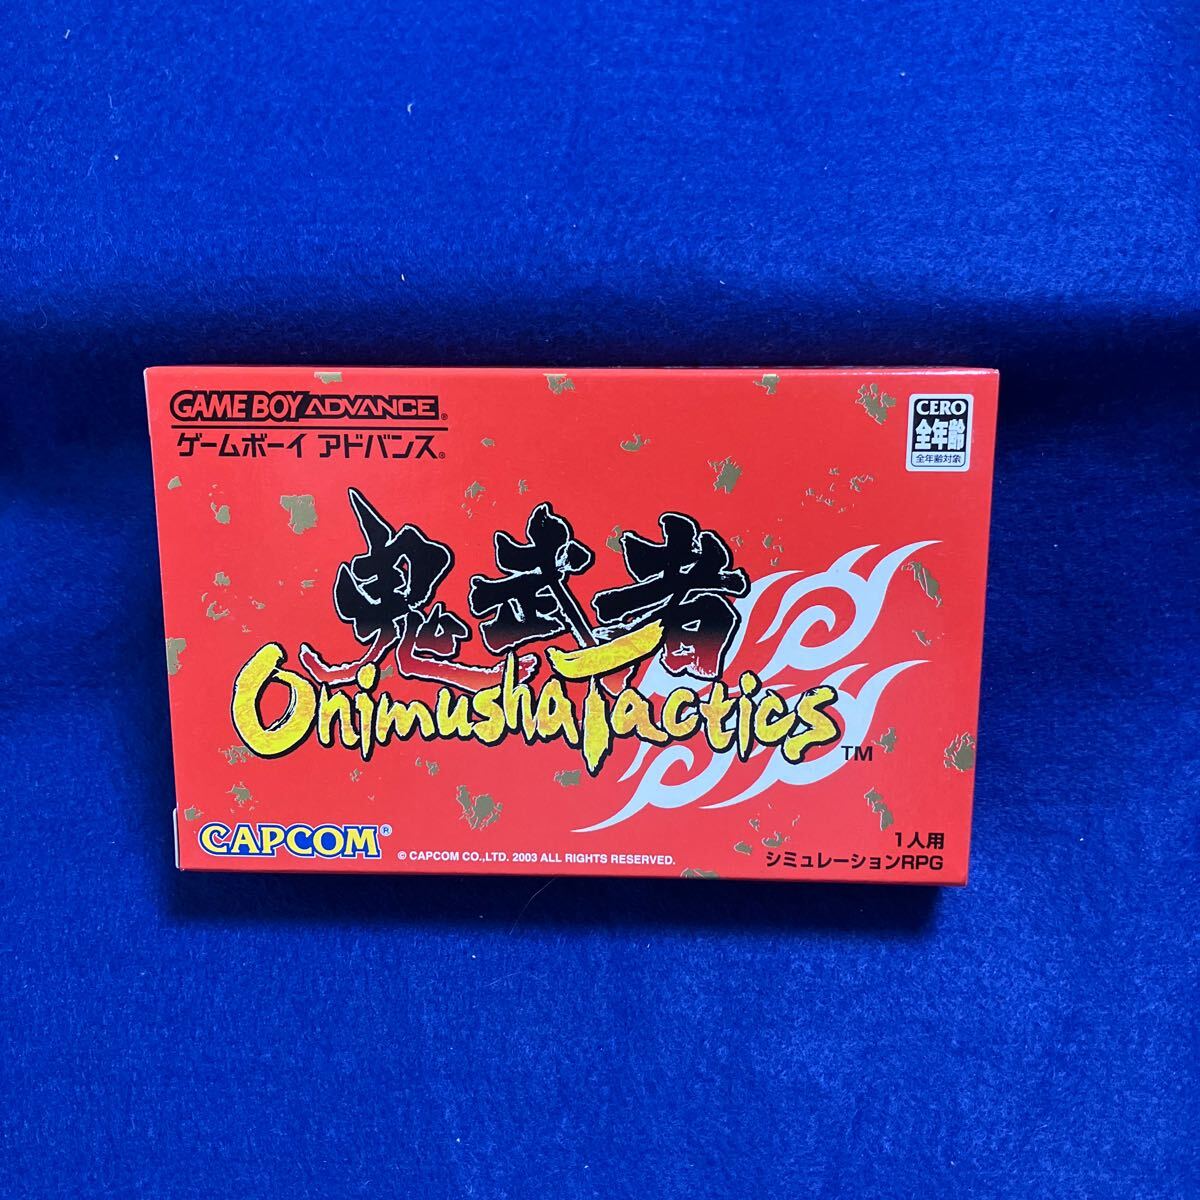 GAME BOY ADVANCE®
ゲームボーイ アドバンス®
CERO
全年齢
全年齢対象
鬼武者
Onimusha Tactics™
CAPCOM®
© CAPCOM CO.,LTD. 2003 ALL RIGHTS RESERVED.
1人用
シミュレーションRPG